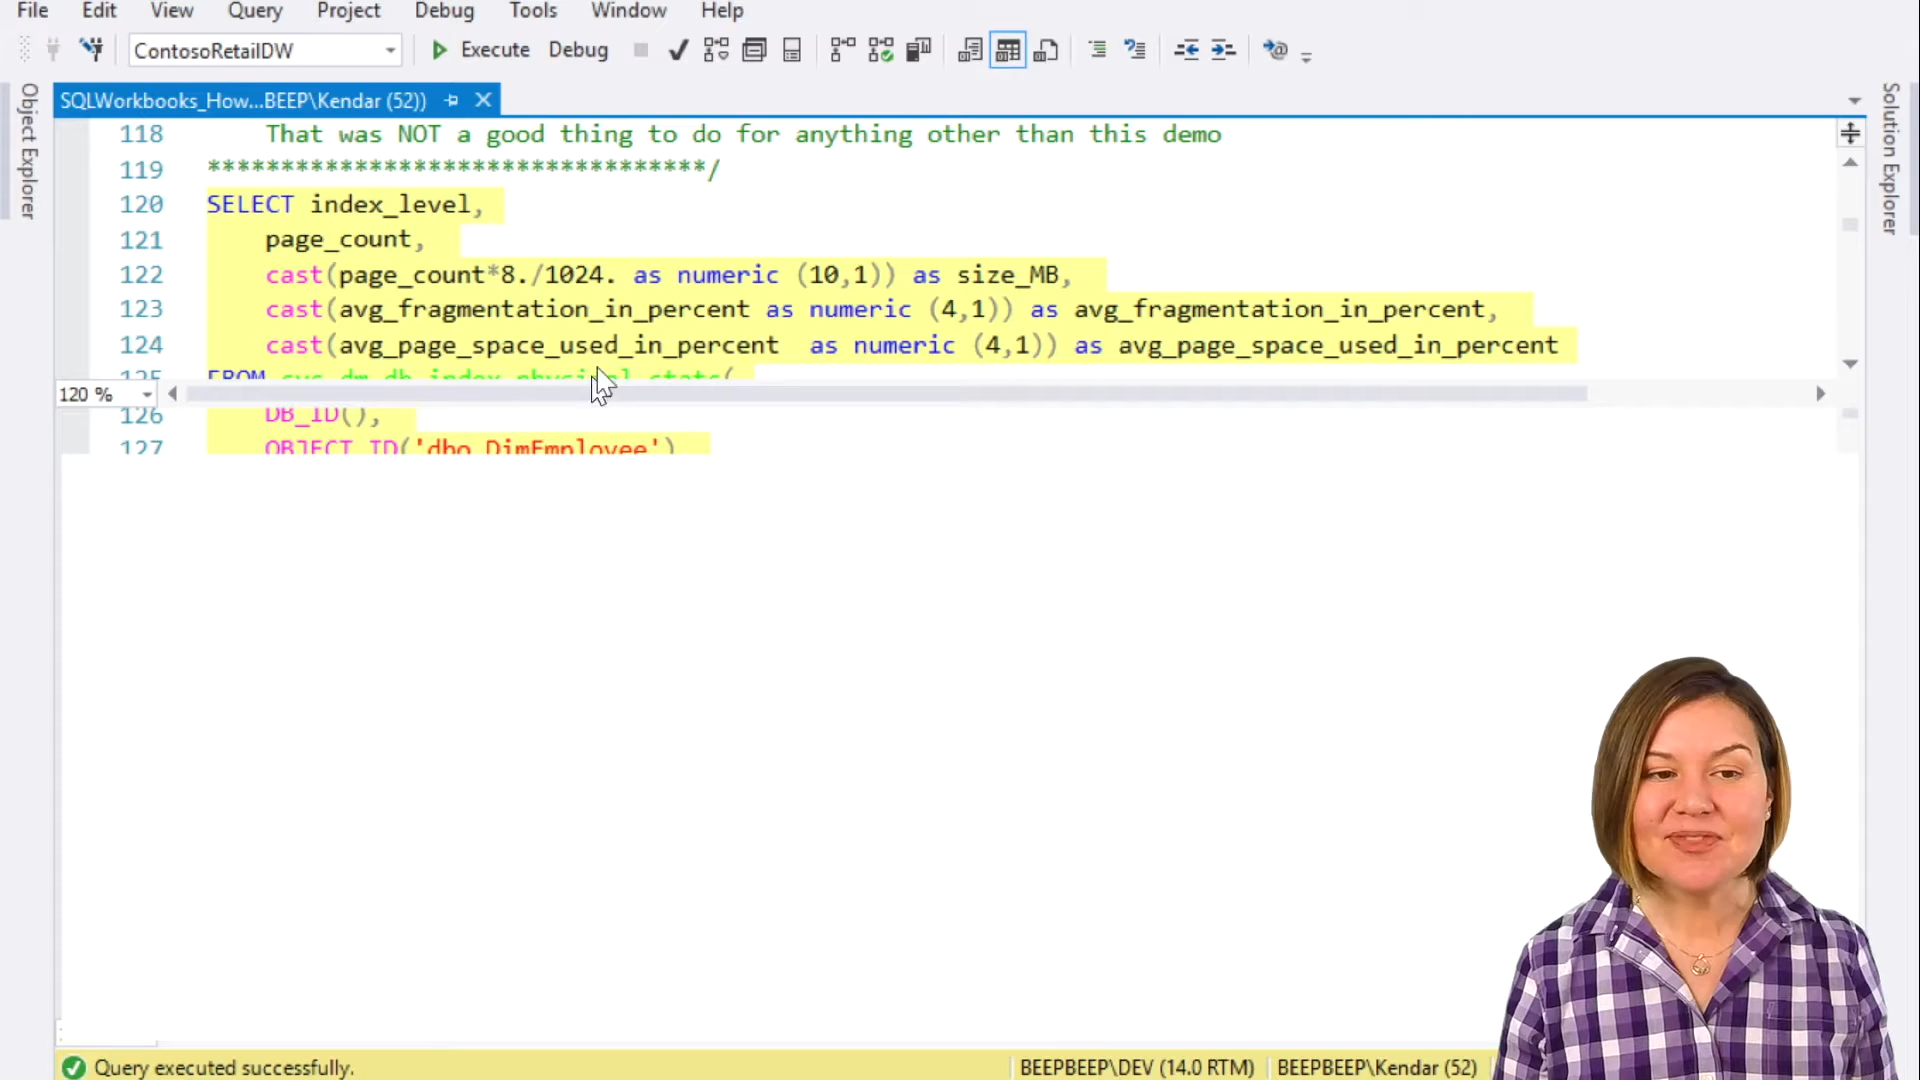 File Edit View Query Project Debug Tools Window Help
ContosoRetailDW Execute Debug
Object Explorer
Solution Explorer
SQLWorkbooks_How...BEEP\Kendar (52))
118 That was NOT a good thing to do for anything other than this demo
119 **********************************/
120 SELECT index_level,
121 page_count,
122 cast(page_count*8./1024. as numeric (10,1)) as size_MB,
123 cast(avg_fragmentation_in_percent as numeric (4,1)) as avg_fragmentation_in_percent,
124 cast(avg_page_space_used_in_percent  as numeric (4,1)) as avg_page_space_used_in_percent
125 FROM sys.dm_db_index_physical_stats(
120 %
126 DB_ID(),
127 OBJECT_ID('dbo.DimEmployee')
Query executed successfully. BEEPBEEP\DEV (14.0 RTM) BEEPBEEP\Kendar (52)